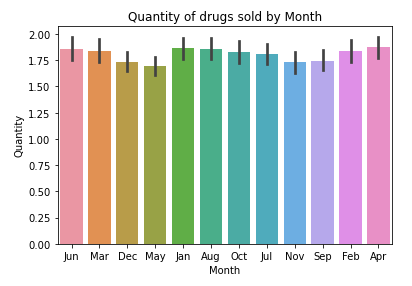 Quantity of drugs sold by Month
2.00
1.75
1.50
1.25
1.00
0.75
0.50
0.25
0.00
Quantity
Jun Mar Dec May Jan Aug Oct Jul Nov Sep Feb Apr
Month